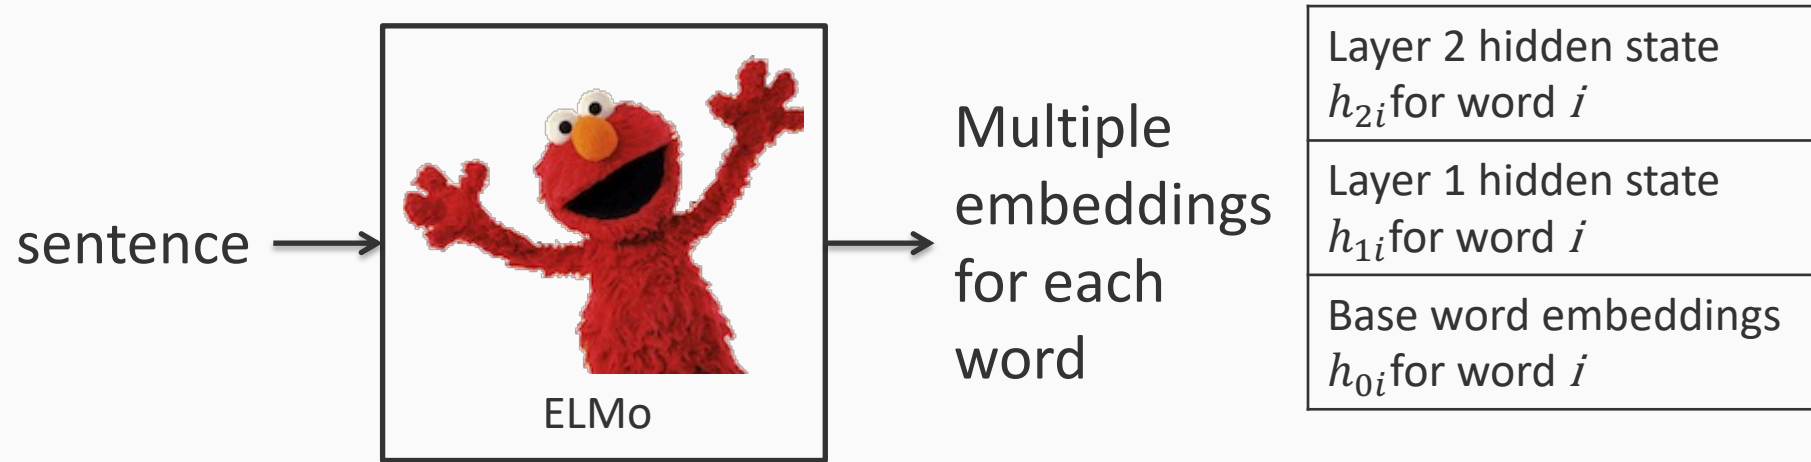 sentence
ELMo
Multiple
embeddings
for each
word
Layer 2 hidden state
h₂ᵢ for word i
Layer 1 hidden state
h₁ᵢ for word i
Base word embeddings
h₀ᵢ for word i